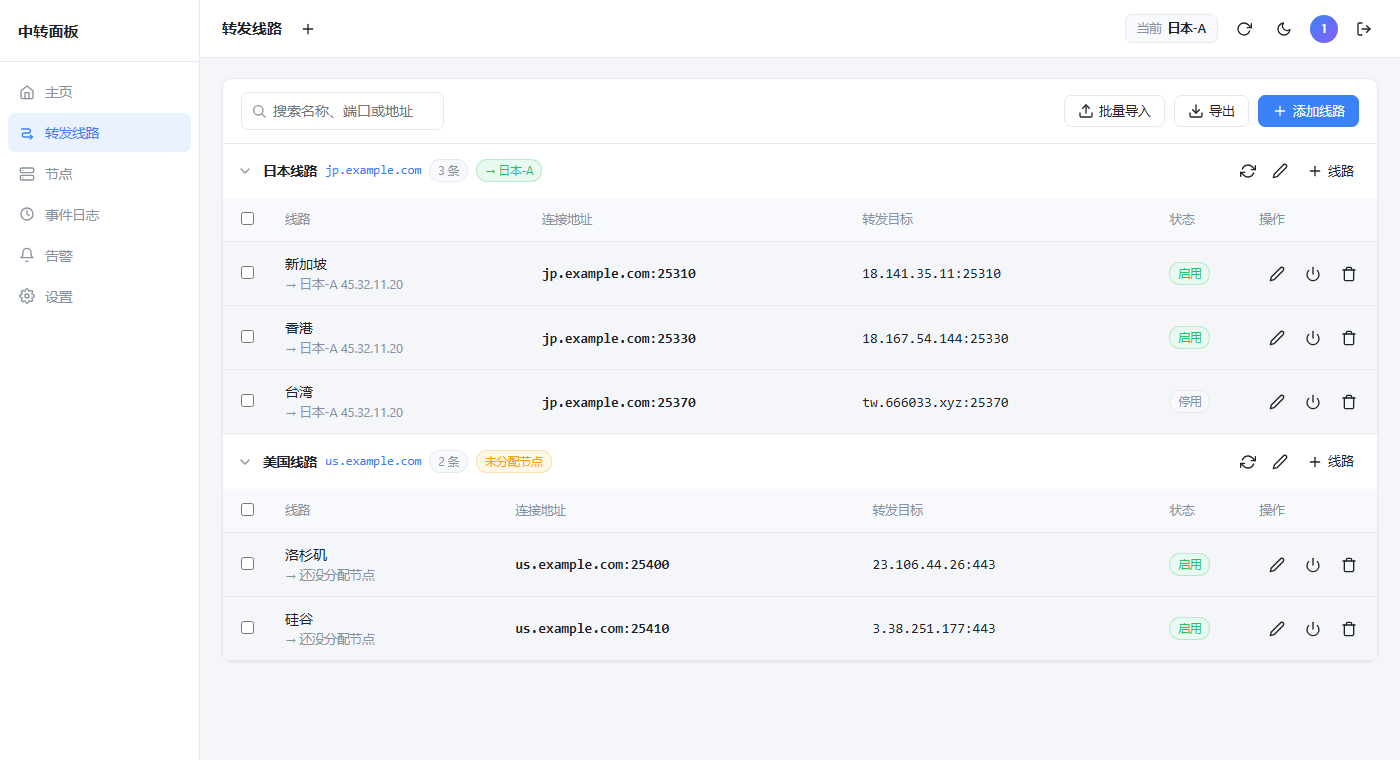 中转面板
转发线路
当前 日本-A
1
主页
转发线路
节点
事件日志
告警
设置
搜索名称、端口或地址
批量导入
导出
添加线路
日本线路 jp.example.com 3 条 →日本-A
线路
线路 连接地址 转发目标 状态 操作
新加坡
→ 日本-A 45.32.11.20
jp.example.com:25310 18.141.35.11:25310 启用
香港
→ 日本-A 45.32.11.20
jp.example.com:25330 18.167.54.144:25330 启用
台湾
→ 日本-A 45.32.11.20
jp.example.com:25370 tw.666033.xyz:25370 停用
美国线路 us.example.com 2 条 未分配节点
线路
线路 连接地址 转发目标 状态 操作
洛杉矶
→ 还没分配节点
us.example.com:25400 23.106.44.26:443 启用
硅谷
→ 还没分配节点
us.example.com:25410 3.38.251.177:443 启用